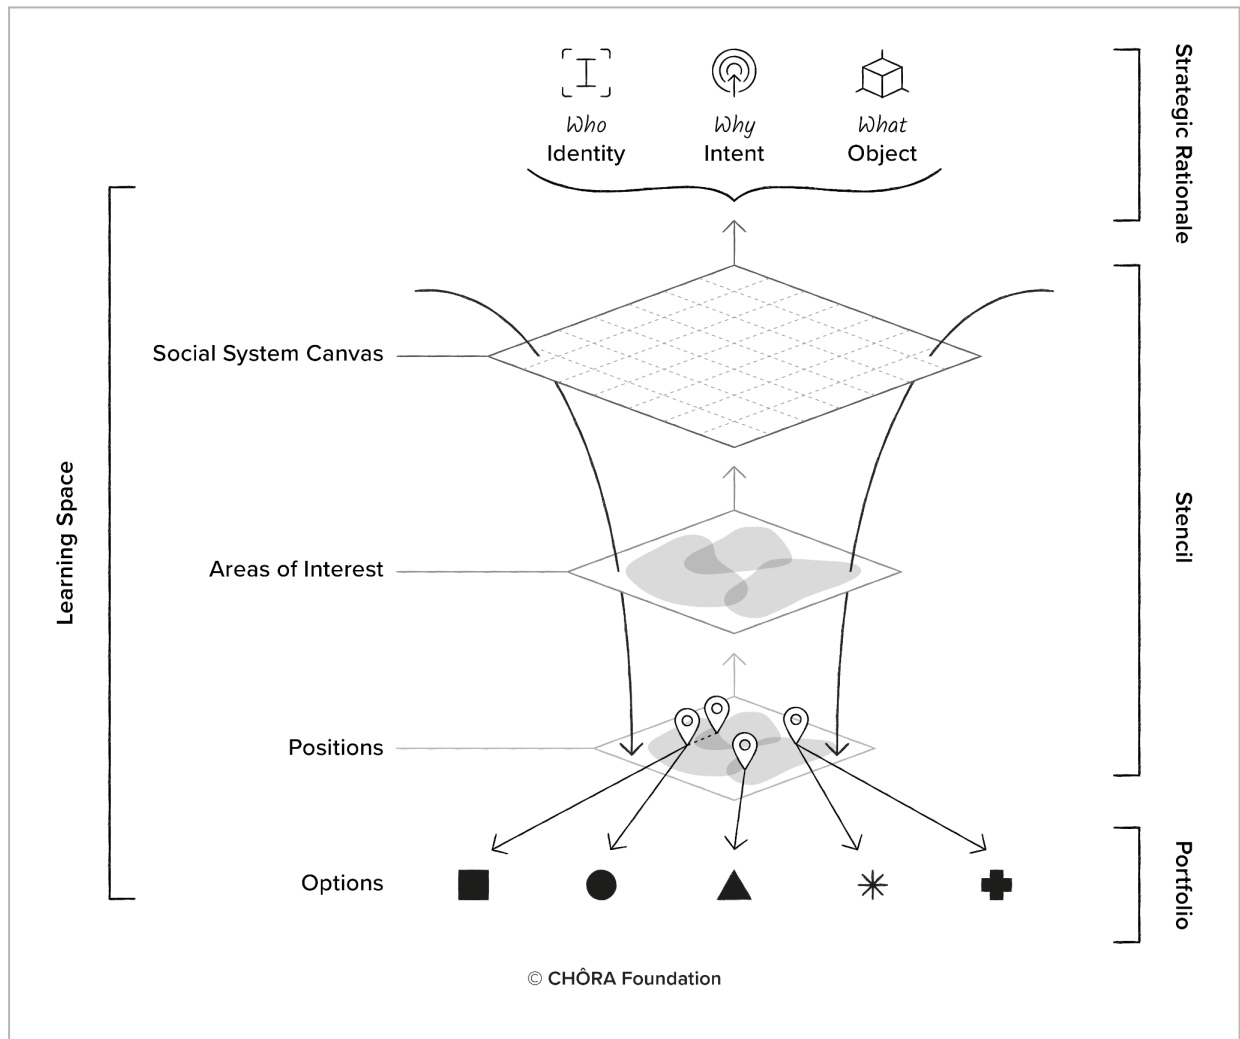 Who
Identity
Why
Intent
What
Object
Strategic Rationale
Learning Space
Social System Canvas
Areas of Interest
Stencil
Positions
Options
Portfolio
© CHÔRA Foundation